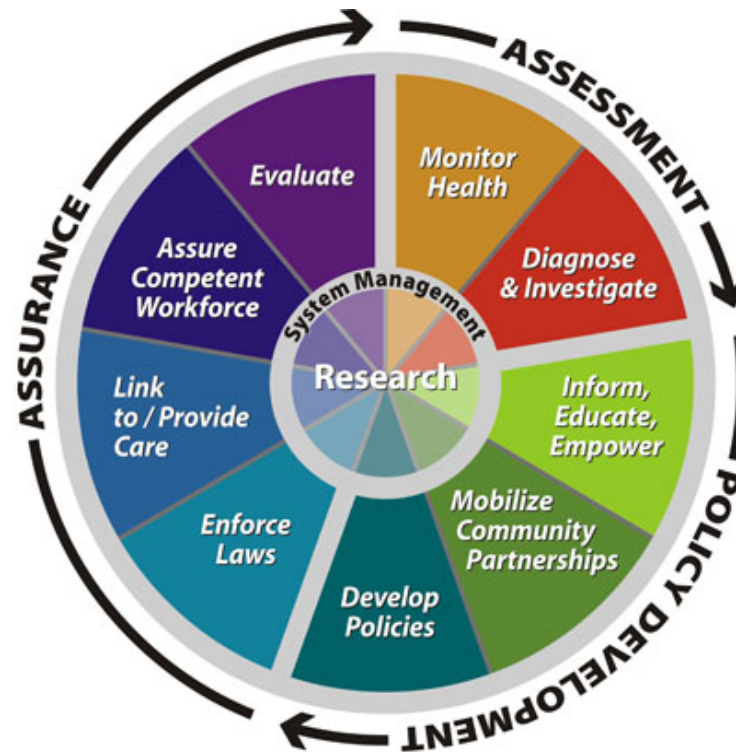 ASSESSMENT
POLICY DEVELOPMENT
ASSURANCE
Monitor
Health
Diagnose
& Investigate
Inform,
Educate,
Empower
Mobilize
Community
Partnerships
Develop
Policies
Enforce
Laws
Link
to / Provide
Care
Assure
Competent
Workforce
Evaluate
System Management
Research